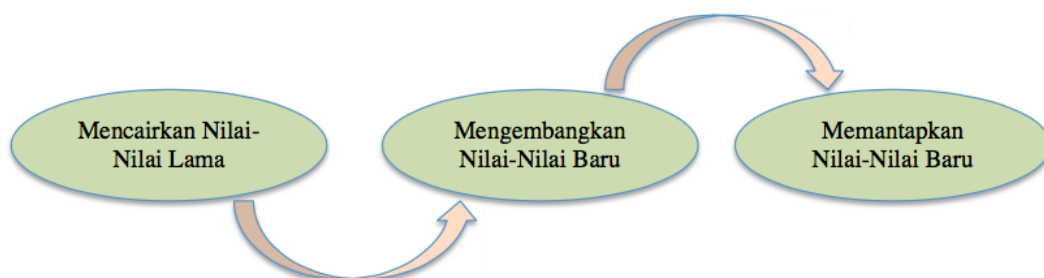 Mencairkan Nilai-
Nilai Lama
Mengembangkan
Nilai-Nilai Baru
Memantapkan
Nilai-Nilai Baru